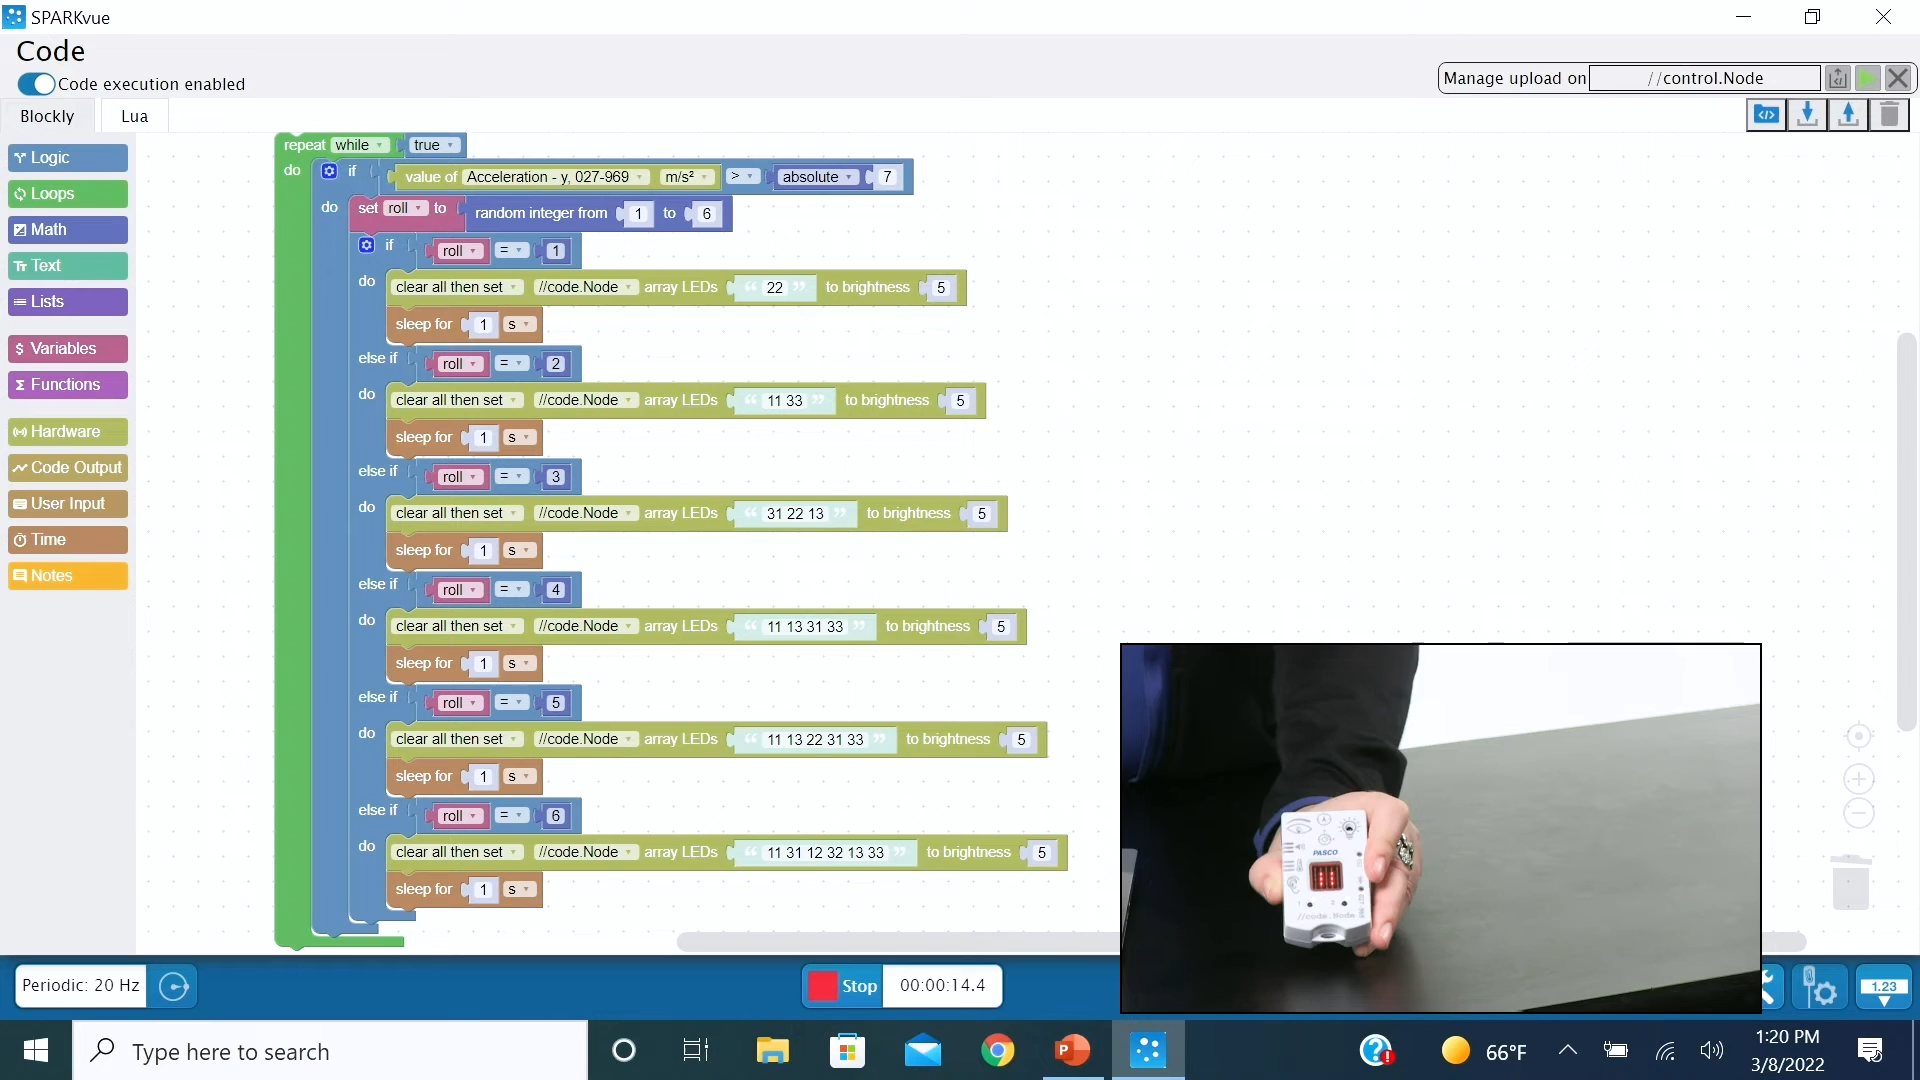 SPARKvue
Code
Code execution enabled
Manage upload on //control.Node
Blockly Lua
Logic
Loops
Math
Text
Lists
Variables
Functions
Hardware
Code Output
User Input
Time
Notes
repeat while true
do if value of Acceleration - y, 027-969 m/s² > absolute 7
do set roll to random integer from 1 to 6
if roll = 1
do clear all then set //code.Node array LEDs “ 22 ” to brightness 5
sleep for 1 s
else if roll = 2
do clear all then set //code.Node array LEDs “ 11 33 ” to brightness 5
sleep for 1 s
else if roll = 3
do clear all then set //code.Node array LEDs “ 31 22 13 ” to brightness 5
sleep for 1 s
else if roll = 4
do clear all then set //code.Node array LEDs “ 11 13 31 33 ” to brightness 5
sleep for 1 s
else if roll = 5
do clear all then set //code.Node array LEDs “ 11 13 22 31 33 ” to brightness 5
sleep for 1 s
else if roll = 6
do clear all then set //code.Node array LEDs “ 11 31 12 32 13 33 ” to brightness 5
sleep for 1 s
PASCO
//code.Node
Periodic: 20 Hz
Stop 00:00:14.4
1.23
Type here to search
66°F
1:20 PM
3/8/2022